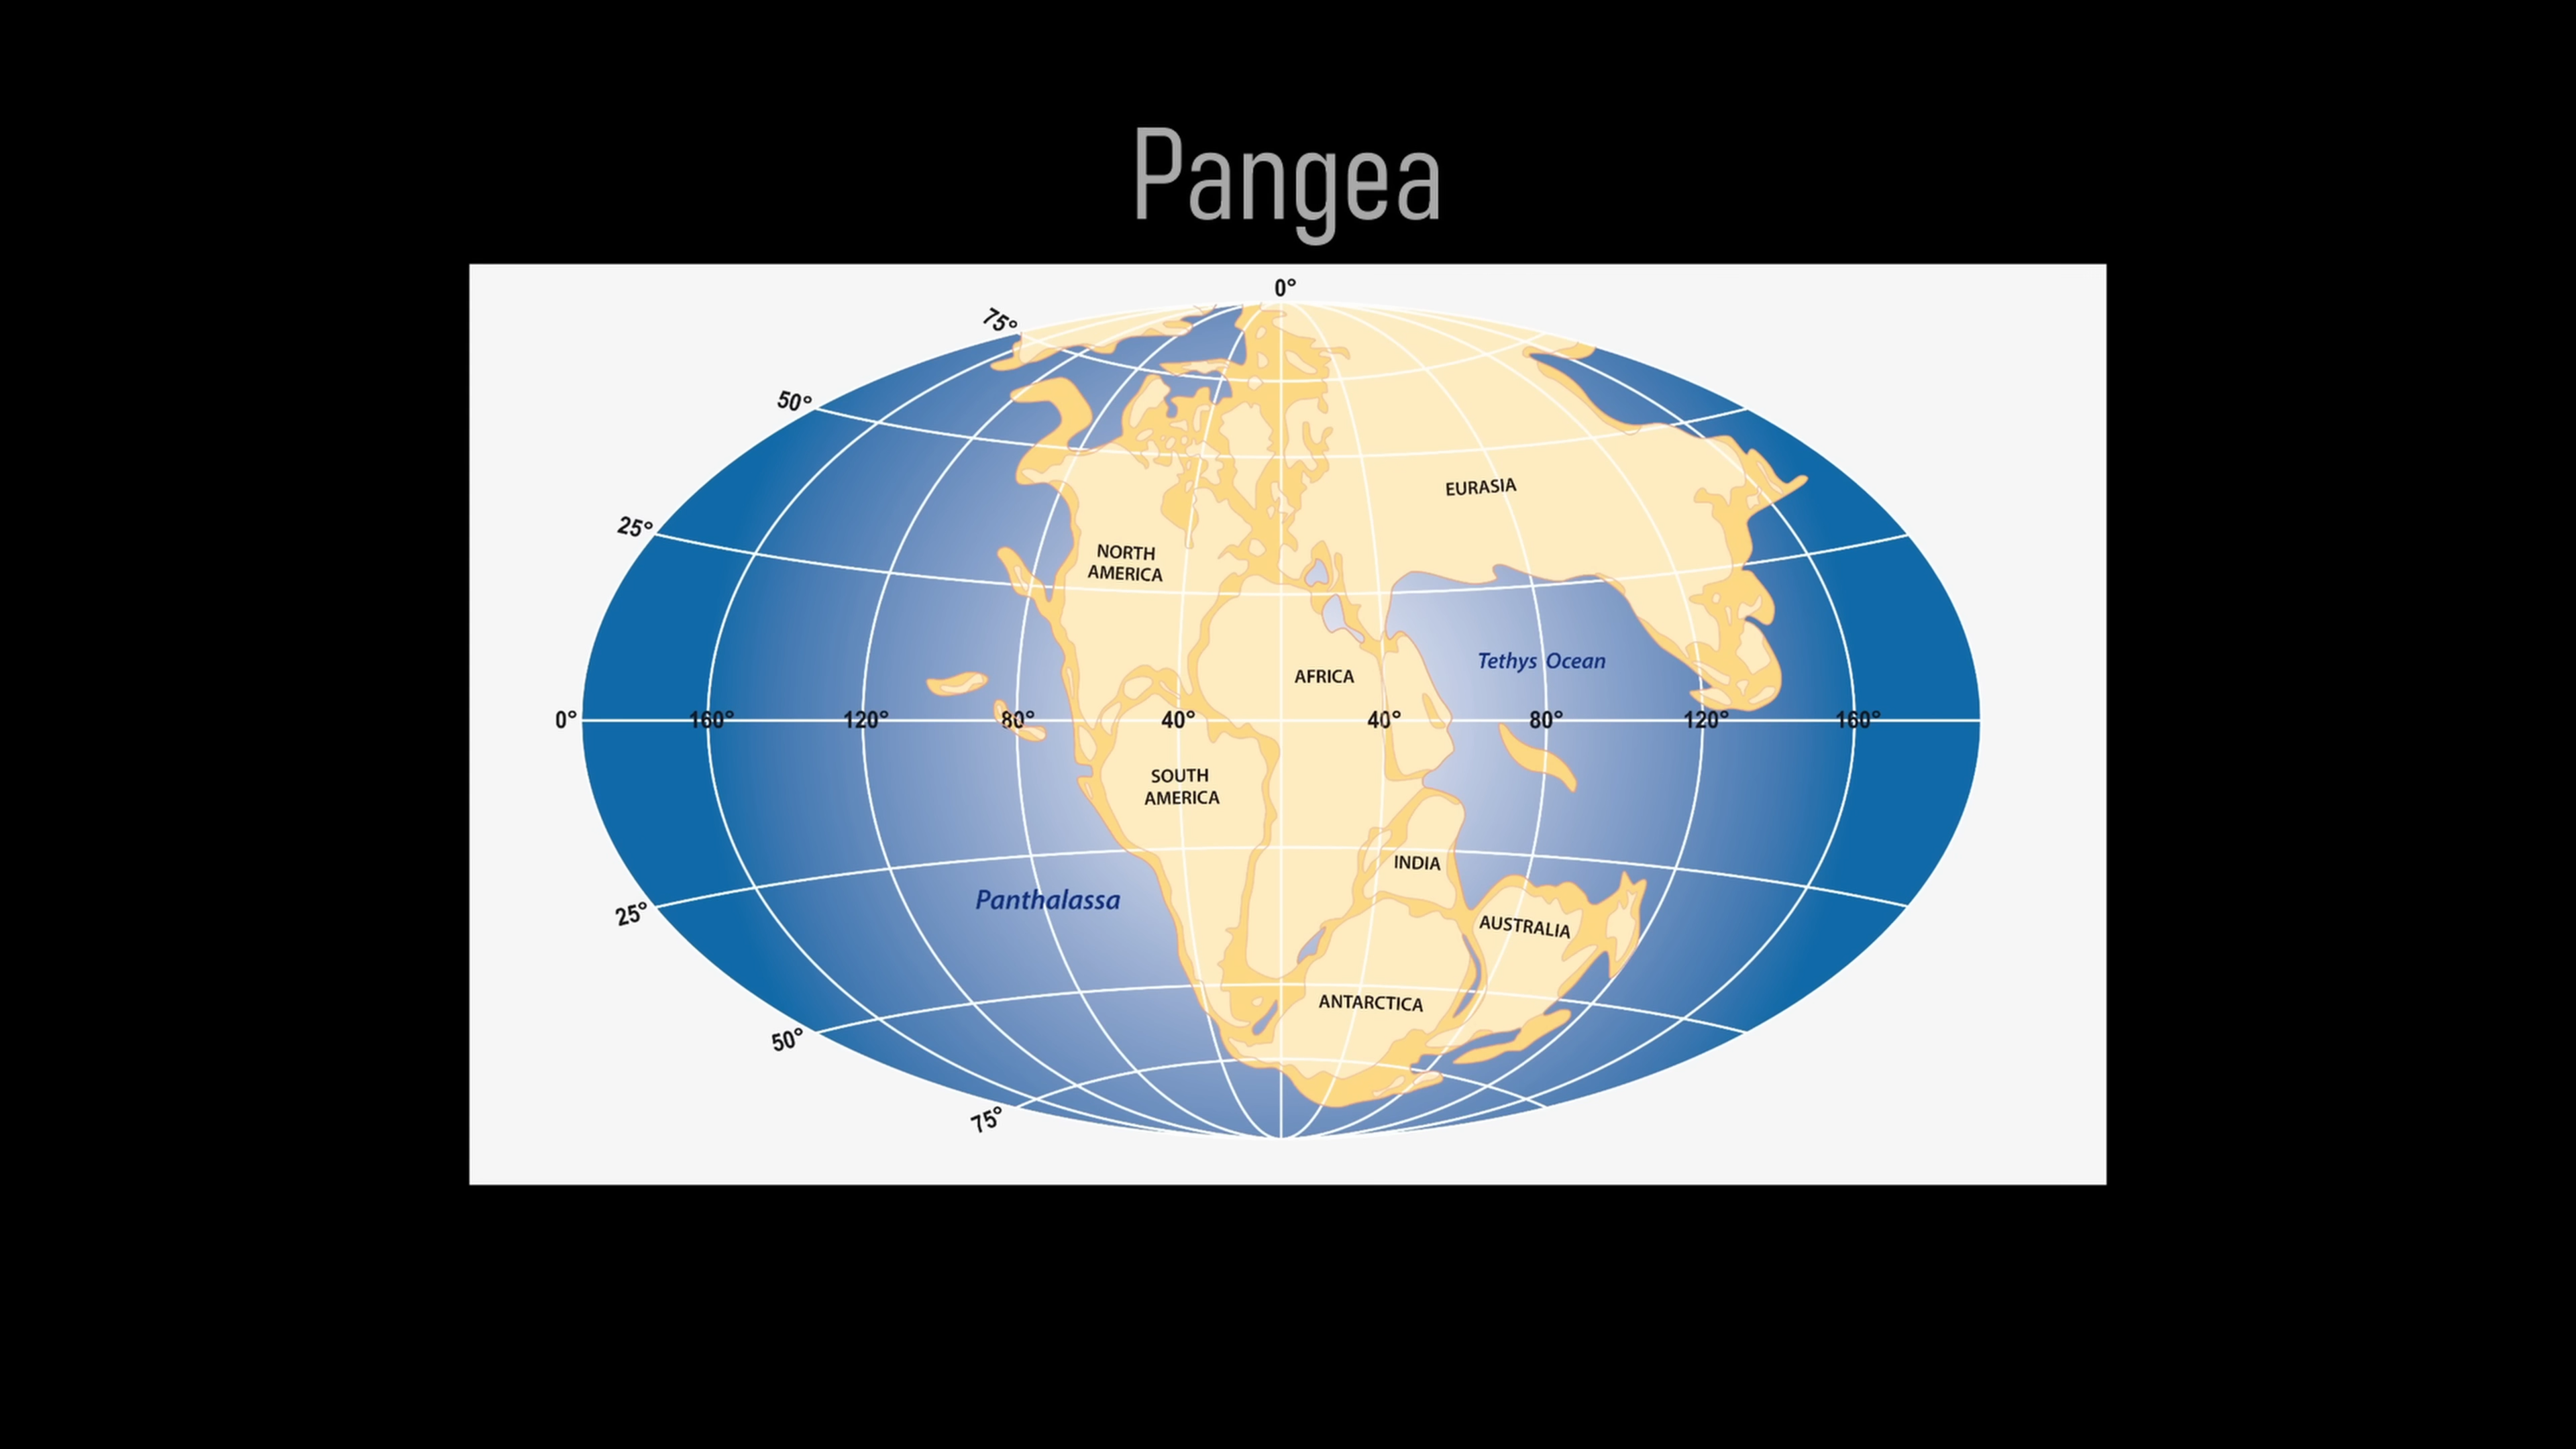 Pangea
0°
75°
50°
25°
EURASIA
NORTH
AMERICA
Tethys Ocean
AFRICA
0°
160°
120°
80°
40°
40°
80°
120°
160°
SOUTH
AMERICA
INDIA
Panthalassa
25°
AUSTRALIA
ANTARCTICA
50°
75°